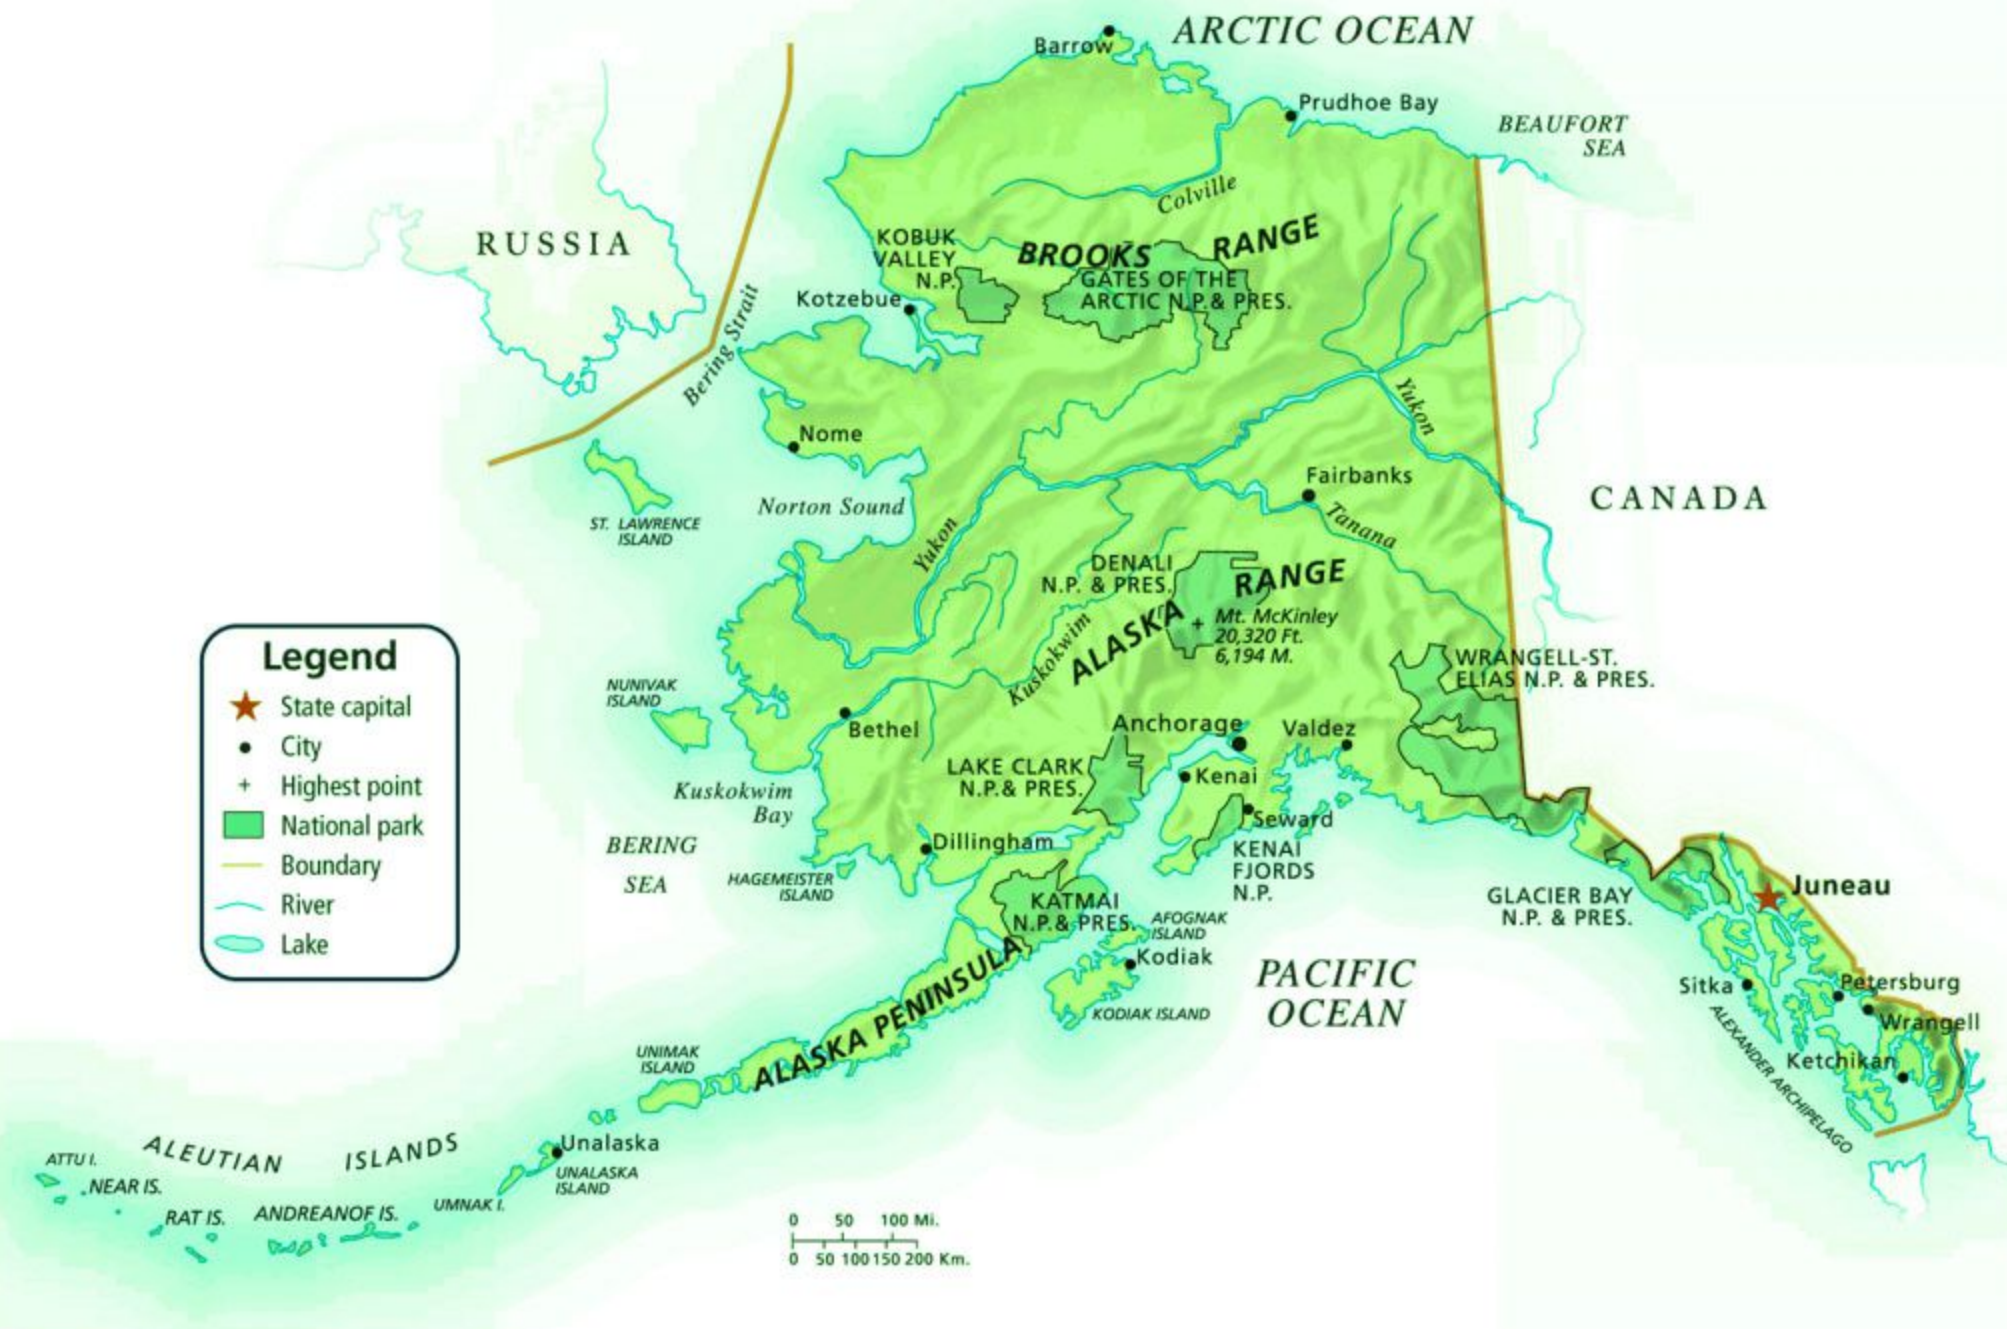 ARCTIC OCEAN
Barrow
Prudhoe Bay
BEAUFORT
SEA
RUSSIA
Colville
BROOKS RANGE
KOBUK
VALLEY
N.P.
GATES OF THE
ARCTIC N.P. & PRES.
Kotzebue
Bering Strait
Yukon
Nome
Fairbanks
CANADA
Norton Sound
ST. LAWRENCE
ISLAND
Yukon
Tanana
DENALI
N.P. & PRES.
ALASKA RANGE
Mt. McKinley
20,320 Ft.
6,194 M.
Kuskokwim
WRANGELL-ST.
ELIAS N.P. & PRES.
Legend
State capital
City
Highest point
National park
Boundary
River
Lake
NUNIVAK
ISLAND
Bethel
Anchorage
Valdez
LAKE CLARK
N.P. & PRES.
Kenai
Kuskokwim
Bay
Seward
BERING
SEA
Dillingham
KENAI
FJORDS
N.P.
HAGEMEISTER
ISLAND
KATMAI
N.P. & PRES.
AFOGNAK
ISLAND
GLACIER BAY
N.P. & PRES.
Juneau
Kodiak
PACIFIC
OCEAN
KODIAK ISLAND
ALASKA PENINSULA
Sitka
Petersburg
Wrangell
Ketchikan
ALEXANDER ARCHIPELAGO
UNIMAK
ISLAND
Unalaska
UNALASKA
ISLAND
ALEUTIAN ISLANDS
ATTU I.
NEAR IS.
RAT IS.
ANDREANOF IS.
UMNAK I.
0 50 100 Mi.
0 50 100 150 200 Km.